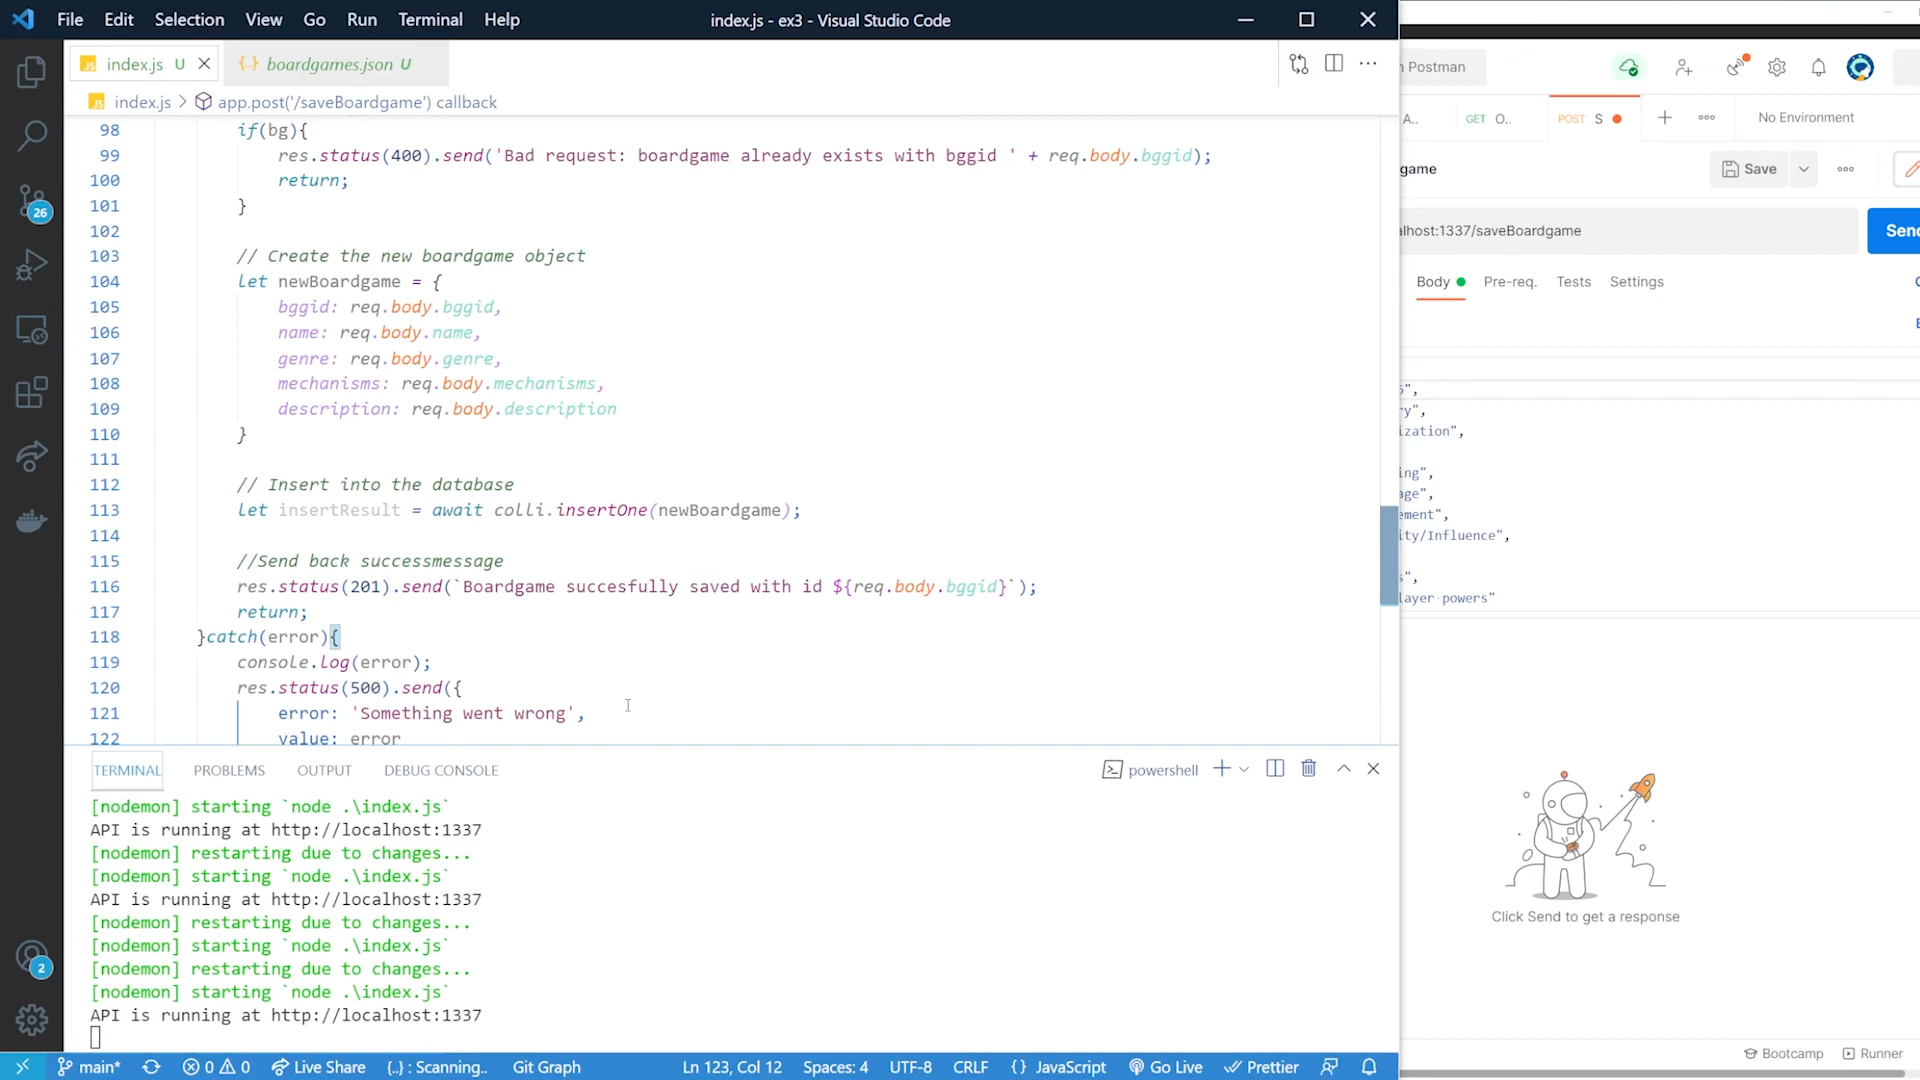 File Edit Selection View Go Run Terminal Help
index.js - ex3 - Visual Studio Code
index.js U
boardgames.json U
index.js > app.post('/saveBoardgame') callback
98 if(bg){
99 res.status(400).send('Bad request: boardgame already exists with bggid ' + req.body.bggid);
100 return;
101 }
102
103 // Create the new boardgame object
104 let newBoardgame = {
105 bggid: req.body.bggid,
106 name: req.body.name,
107 genre: req.body.genre,
108 mechanisms: req.body.mechanisms,
109 description: req.body.description
110 }
111
112 // Insert into the database
113 let insertResult = await colli.insertOne(newBoardgame);
114
115 //Send back successmessage
116 res.status(201).send(`Boardgame succesfully saved with id ${req.body.bggid}`);
117 return;
118 }catch(error){
119 console.log(error);
120 res.status(500).send({
121 error: 'Something went wrong',
122 value: error
TERMINAL PROBLEMS OUTPUT DEBUG CONSOLE
powershell
[nodemon] starting `node .\index.js`
API is running at http://localhost:1337
[nodemon] restarting due to changes...
[nodemon] starting `node .\index.js`
API is running at http://localhost:1337
[nodemon] restarting due to changes...
[nodemon] starting `node .\index.js`
[nodemon] restarting due to changes...
[nodemon] starting `node .\index.js`
API is running at http://localhost:1337
26
2
main* 0 0 Live Share {..} : Scanning.. Git Graph
Ln 123, Col 12 Spaces: 4 UTF-8 CRLF {} JavaScript Go Live Prettier
Postman
A.. GET O.. POST S No Environment
game
Save
lhost:1337/saveBoardgame
Send
Body Pre-req. Tests Settings
ry",
ization",
ing",
age",
ement",
ity/Influence",
s",
layer powers"
Click Send to get a response
Bootcamp Runner